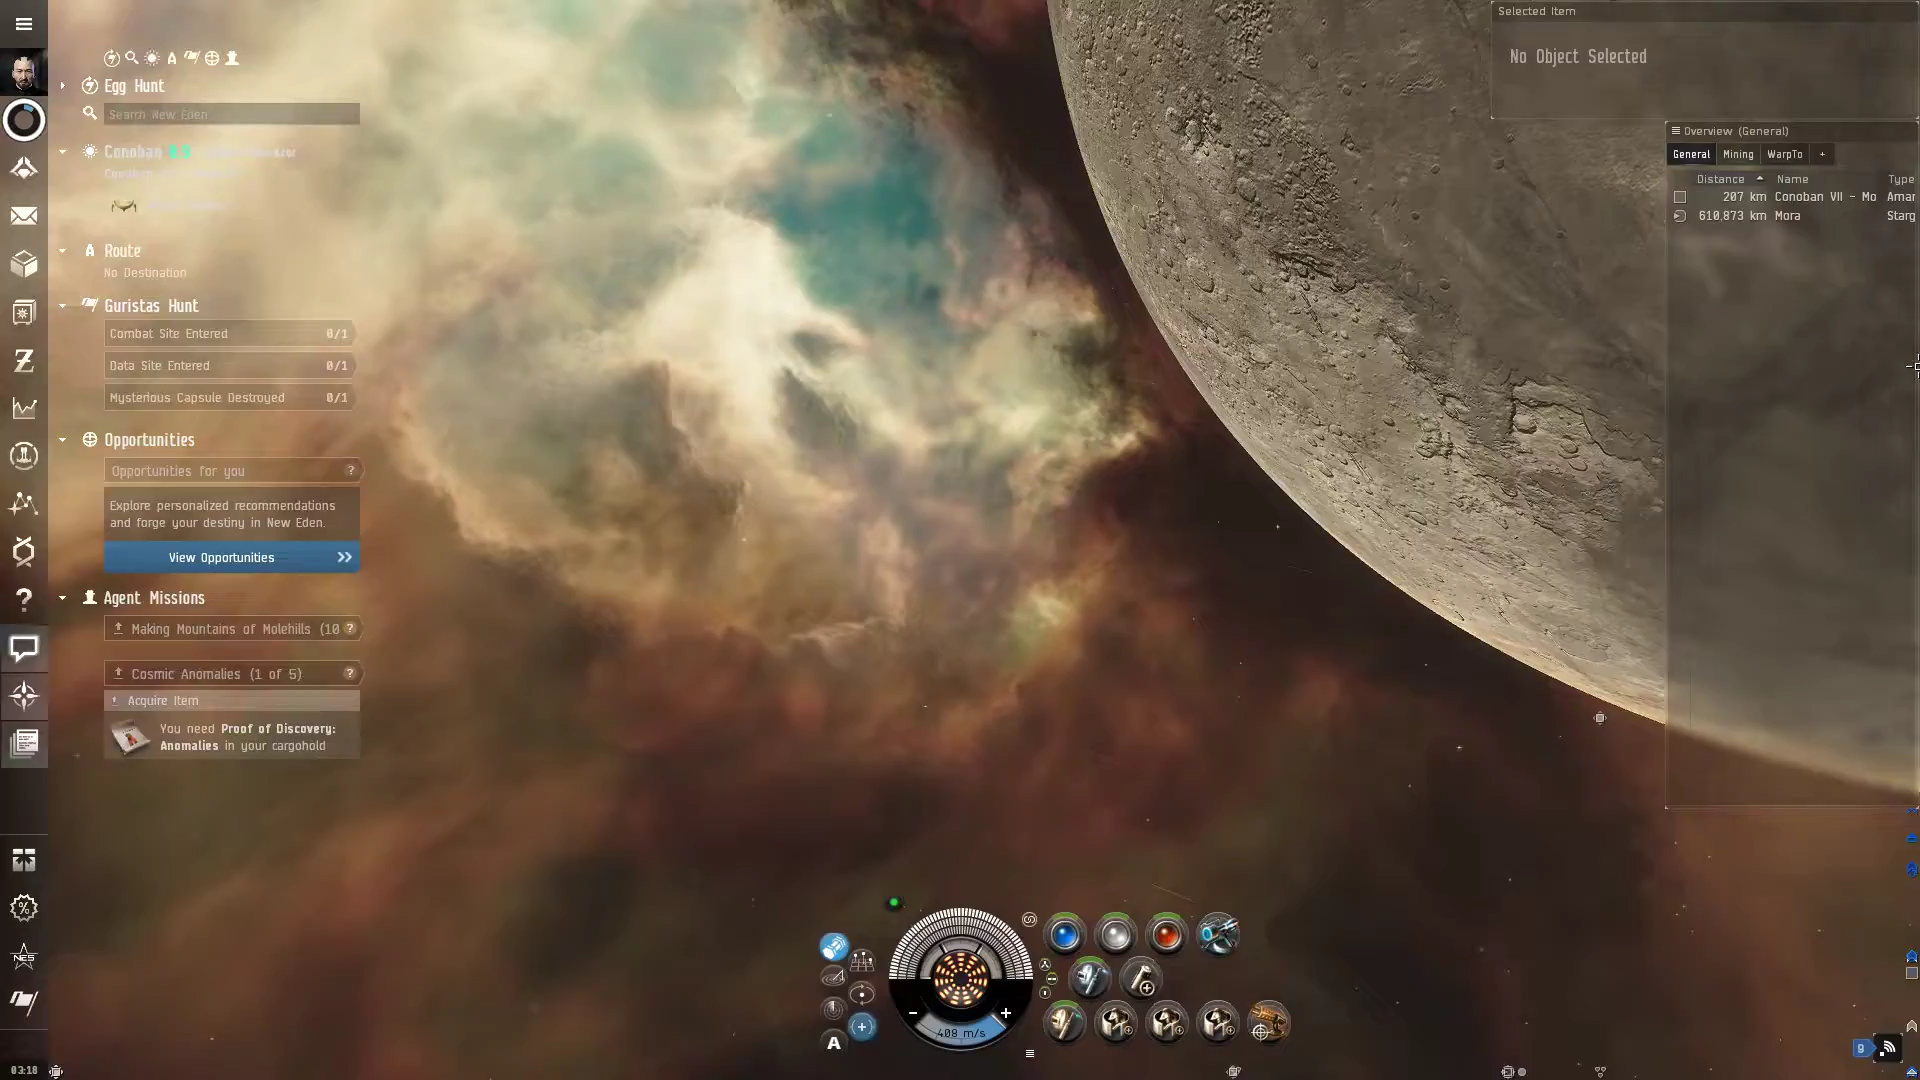 Selected Item
No Object Selected
Egg Hunt
Search New Eden
Overview (General)
General Mining WarpTo +
Conoban
Distance Name Type
207 km Conoban VII - Mo Amar
610,873 km Mora Starg
Route
No Destination
Guristas Hunt
Combat Site Entered 0/1
Data Site Entered 0/1
Mysterious Capsule Destroyed 0/1
Opportunities
Opportunities for you ?
Explore personalized recommendations
and forge your destiny in New Eden.
View Opportunities
Agent Missions
Making Mountains of Molehills (10 ?
Cosmic Anomalies (1 of 5) ?
Acquire Item
You need Proof of Discovery:
Anomalies in your cargohold
NES
408 m/s
A
9
03:18